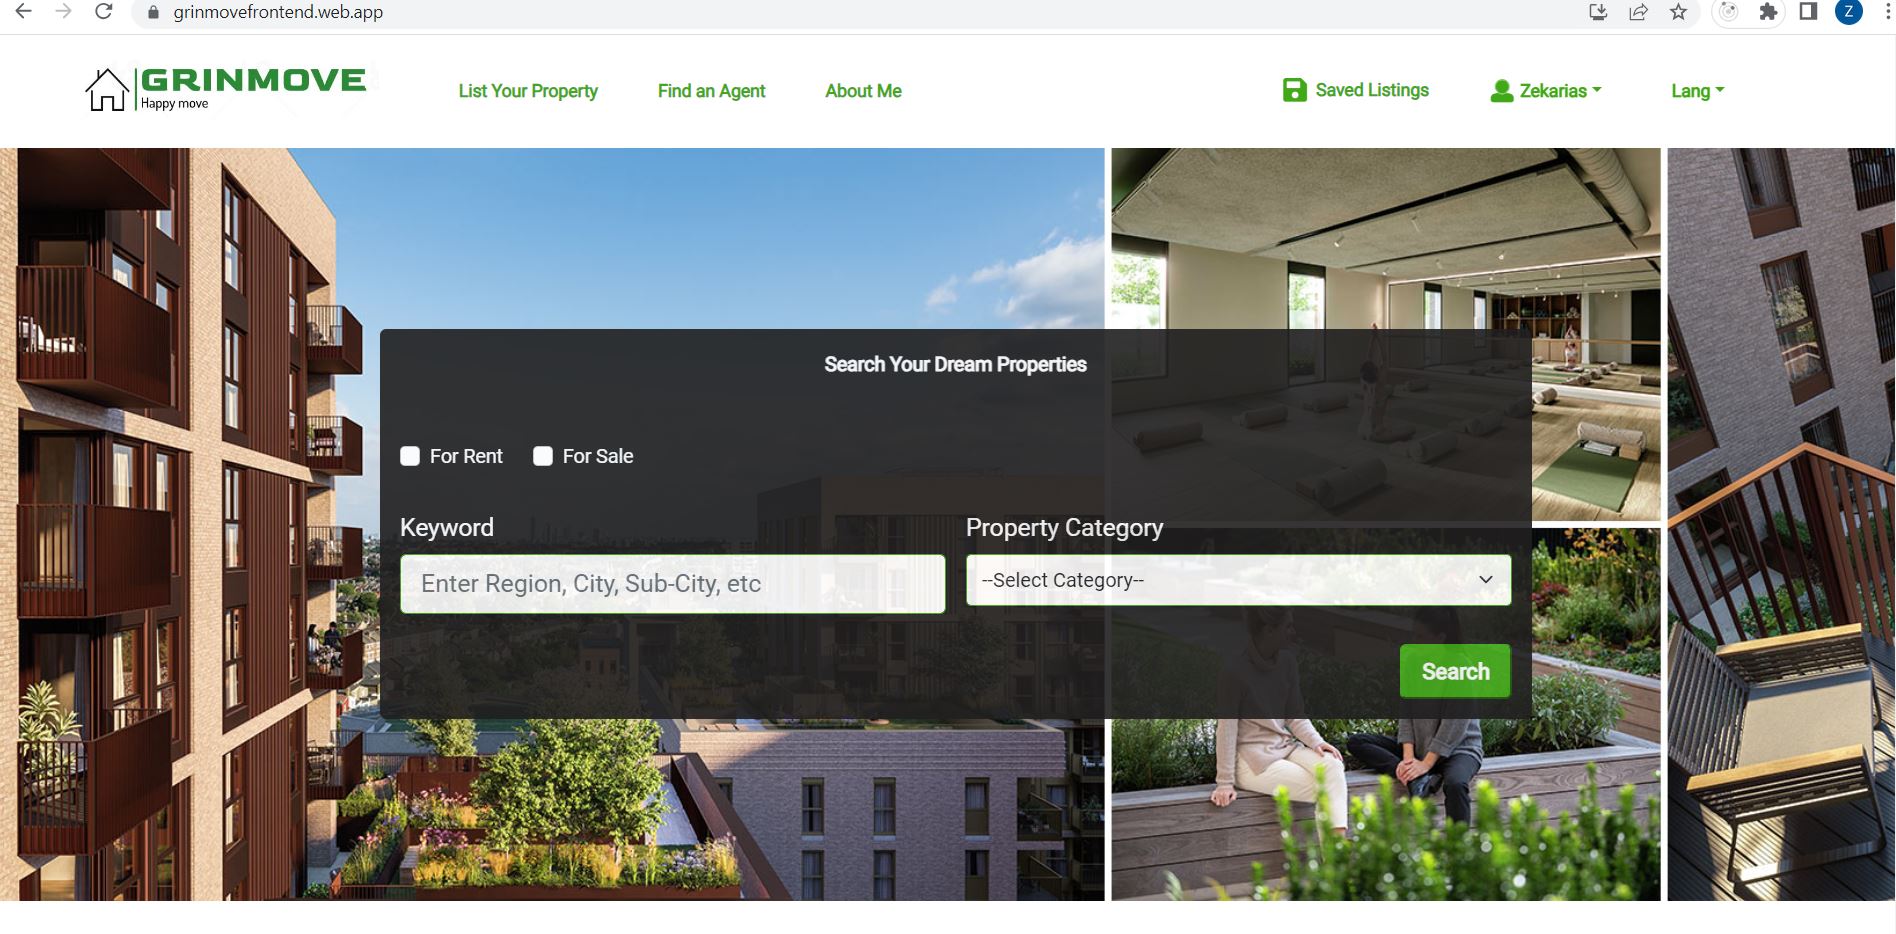 grinmovefrontend.web.app
Z
GRINMOVE
Happy move
List Your Property
Find an Agent
About Me
Saved Listings
Zekarias
Lang
Search Your Dream Properties
For Rent
For Sale
Keyword
Property Category
Enter Region, City, Sub-City, etc
--Select Category--
Search